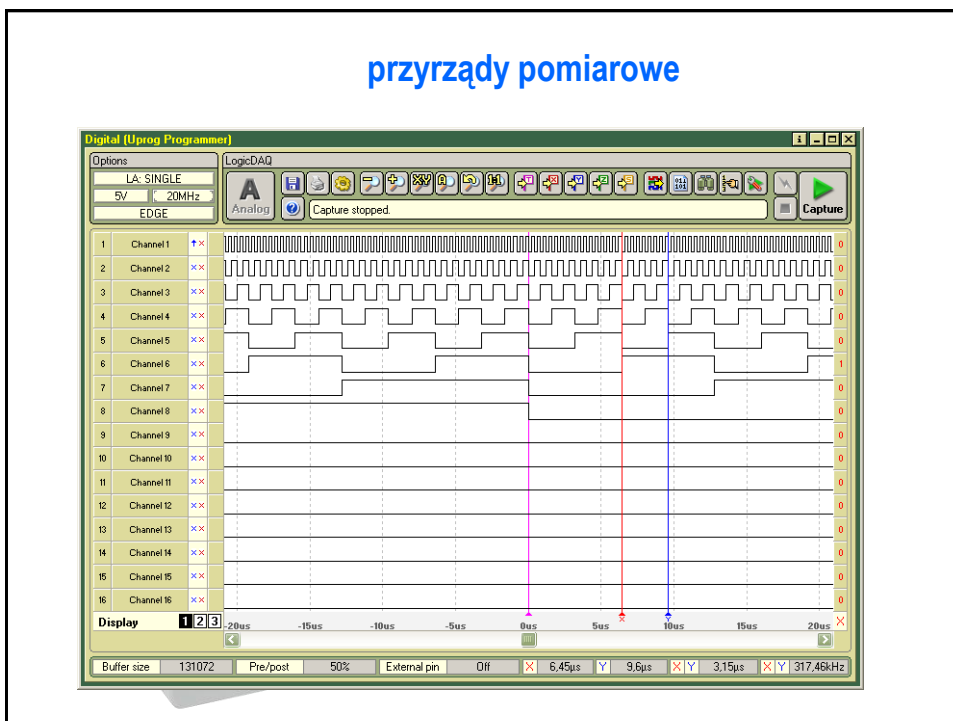 przyrządy pomiarowe
Digital (Uprog Programmer)
Options
LA: SINGLE
5V 20MHz
EDGE
LogicDAQ
A
Analog
Capture stopped.
Capture
1 Channel 1 0
2 Channel 2 0
3 Channel 3 0
4 Channel 4 0
5 Channel 5 0
6 Channel 6 1
7 Channel 7 0
8 Channel 8 0
9 Channel 9 0
10 Channel 10 0
11 Channel 11 0
12 Channel 12 0
13 Channel 13 0
14 Channel 14 0
15 Channel 15 0
16 Channel 16 0
Display 1 2 3
-20us -15us -10us -5us 0us 5us 10us 15us 20us
X Y
Buffer size 131072 Pre/post 50% External pin Off X 6,45µs Y 9,6µs X Y 3,15µs X Y 317,46kHz